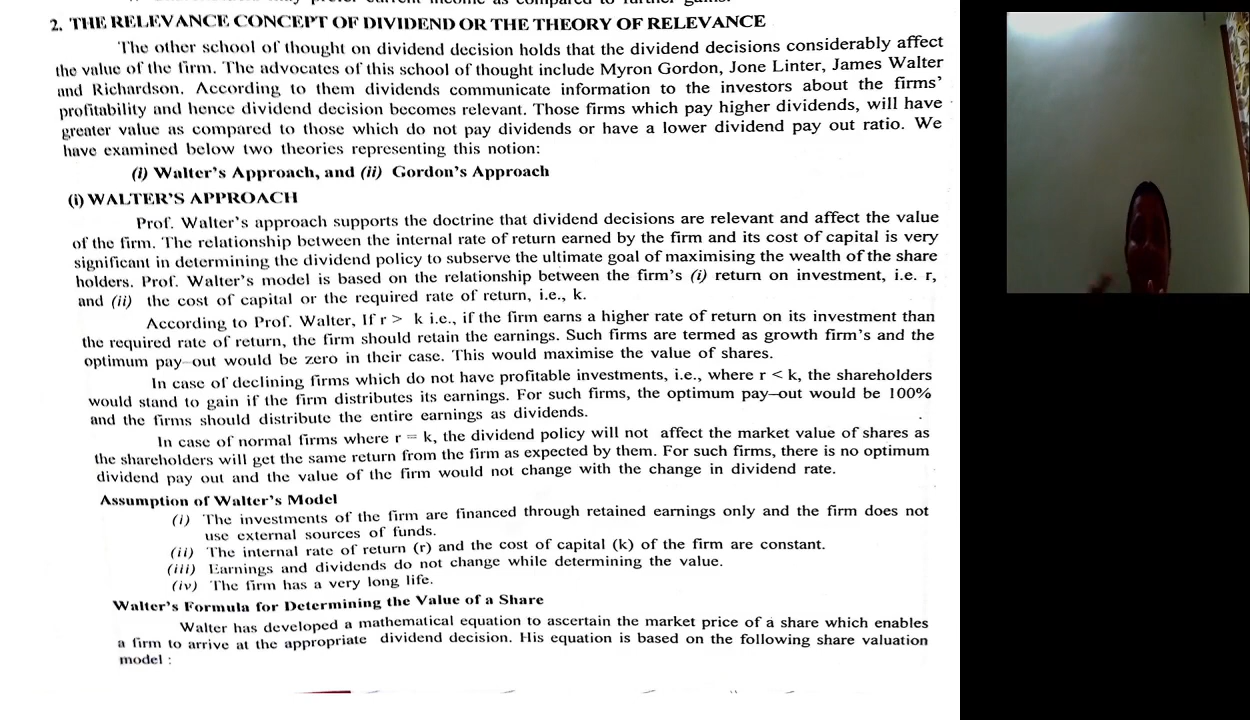 2. THE RELEVANCE CONCEPT OF DIVIDEND OR THE THEORY OF RELEVANCE
The other school of thought on dividend decision holds that the dividend decisions considerably affect
the value of the firm. The advocates of this school of thought include Myron Gordon, Jone Linter, James Walter
and Richardson. According to them dividends communicate information to the investors about the firms'
profitability and hence dividend decision becomes relevant. Those firms which pay higher dividends, will have
greater value as compared to those which do not pay dividends or have a lower dividend pay out ratio. We
have examined below two theories representing this notion:
(i) Walter's Approach, and (ii) Gordon's Approach
(i) WALTER'S APPROACH
Prof. Walter's approach supports the doctrine that dividend decisions are relevant and affect the value
of the firm. The relationship between the internal rate of return earned by the firm and its cost of capital is very
significant in determining the dividend policy to subserve the ultimate goal of maximising the wealth of the share
holders. Prof. Walter's model is based on the relationship between the firm's (i) return on investment, i.e. r,
and (ii) the cost of capital or the required rate of return, i.e., k.
According to Prof. Walter, If r > k i.e., if the firm earns a higher rate of return on its investment than
the required rate of return, the firm should retain the earnings. Such firms are termed as growth firm's and the
optimum pay-out would be zero in their case. This would maximise the value of shares.
In case of declining firms which do not have profitable investments, i.e., where r < k, the shareholders
would stand to gain if the firm distributes its earnings. For such firms, the optimum pay-out would be 100%
and the firms should distribute the entire earnings as dividends.
In case of normal firms where r = k, the dividend policy will not affect the market value of shares as
the shareholders will get the same return from the firm as expected by them. For such firms, there is no optimum
dividend pay out and the value of the firm would not change with the change in dividend rate.
Assumption of Walter's Model
(i) The investments of the firm are financed through retained earnings only and the firm does not
use external sources of funds.
(ii) The internal rate of return (r) and the cost of capital (k) of the firm are constant.
(iii) Earnings and dividends do not change while determining the value.
(iv) The firm has a very long life.
Walter's Formula for Determining the Value of a Share
Walter has developed a mathematical equation to ascertain the market price of a share which enables
a firm to arrive at the appropriate dividend decision. His equation is based on the following share valuation
model :